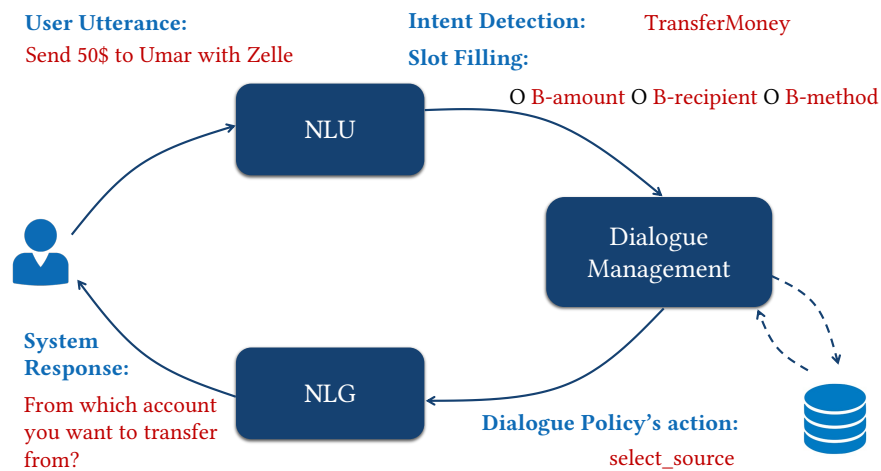 User Utterance:
Send 50$ to Umar with Zelle
Intent Detection: TransferMoney
Slot Filling:
O B-amount O B-recipient O B-method
NLU
Dialogue
Management
System
Response:
From which account
you want to transfer
from?
NLG
Dialogue Policy's action:
select_source